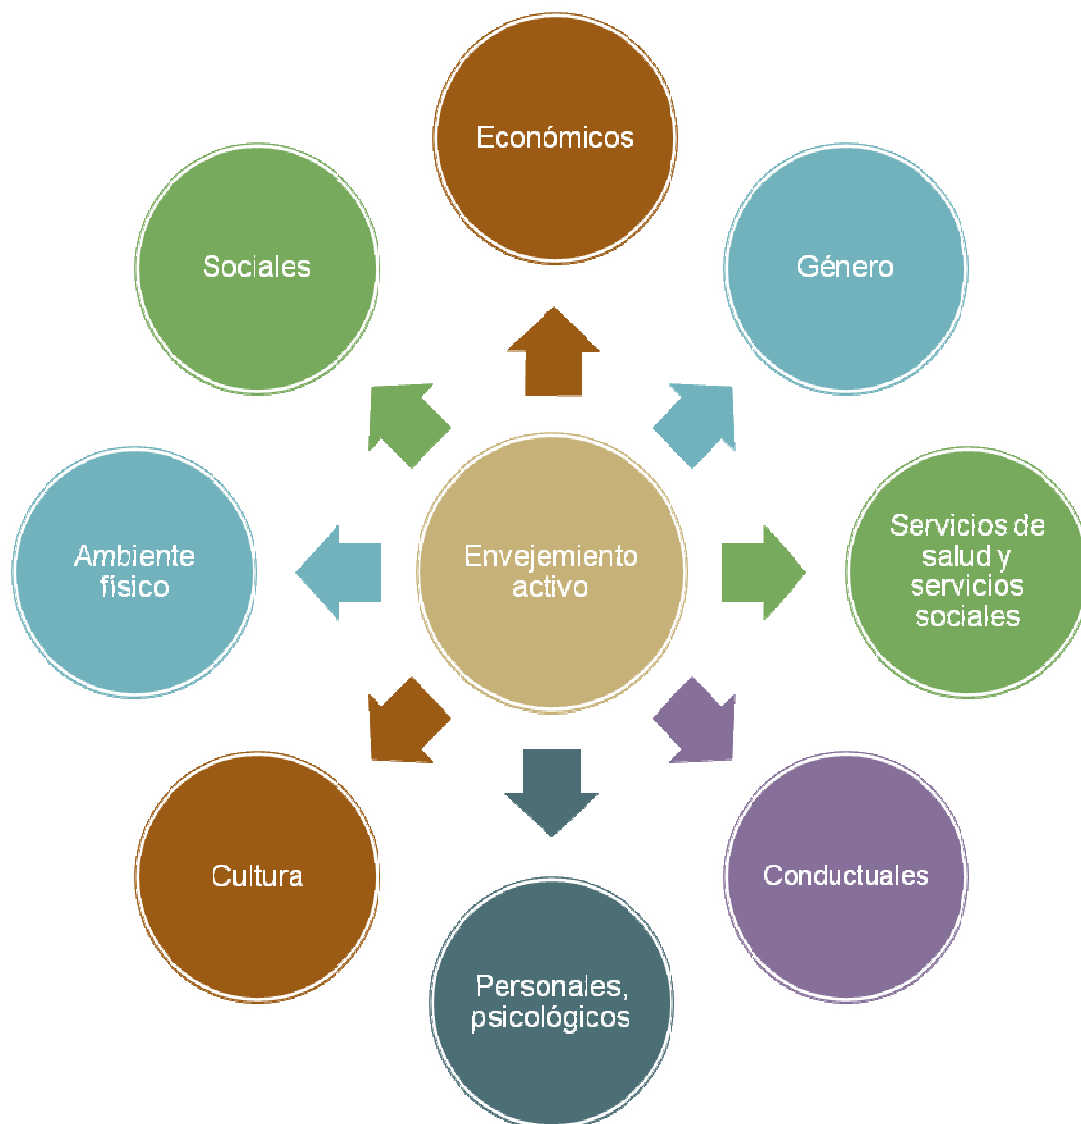 Económicos
Sociales
Género
Ambiente
físico
Envejemiento
activo
Servicios de
salud y
servicios
sociales
Cultura
Conductuales
Personales,
psicológicos